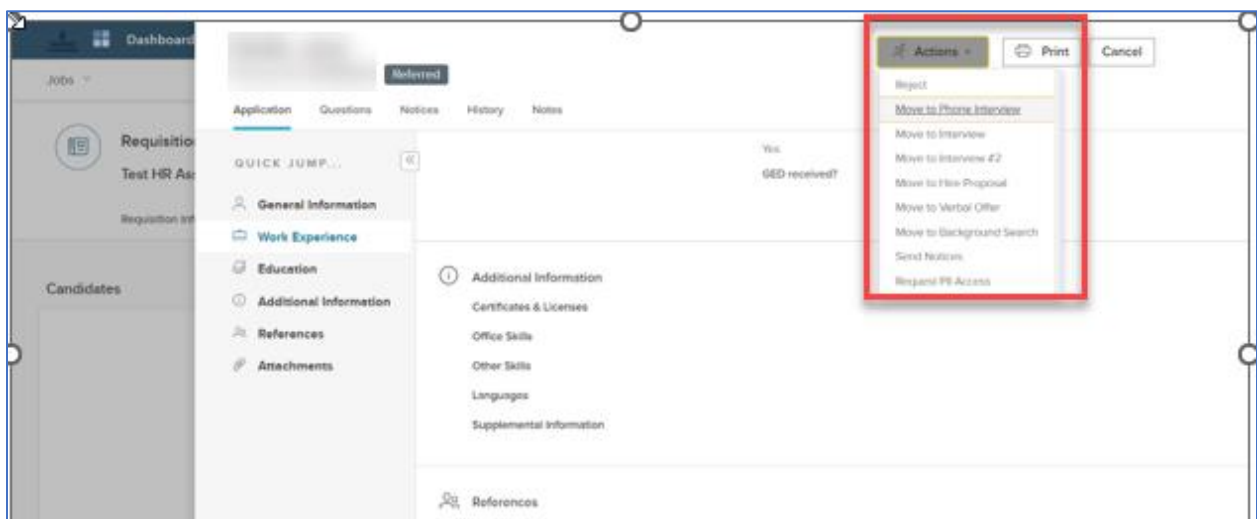 Dashboard
Jobs
Requisitio
Test HR As
Requisition Inf
Candidates
Referred
Application Questions Notices History Notes
QUICK JUMP...
General Information
Work Experience
Education
Additional Information
References
Attachments
Yes
GED received?
Additional Information
Certificates & Licenses
Office Skills
Other Skills
Languages
Supplemental Information
References
Actions Print Cancel
Reject
Move to Phone Interview
Move to Interview
Move to Interview #2
Move to Hire Proposal
Move to Verbal Offer
Move to Background Search
Send Notices
Request PII Access